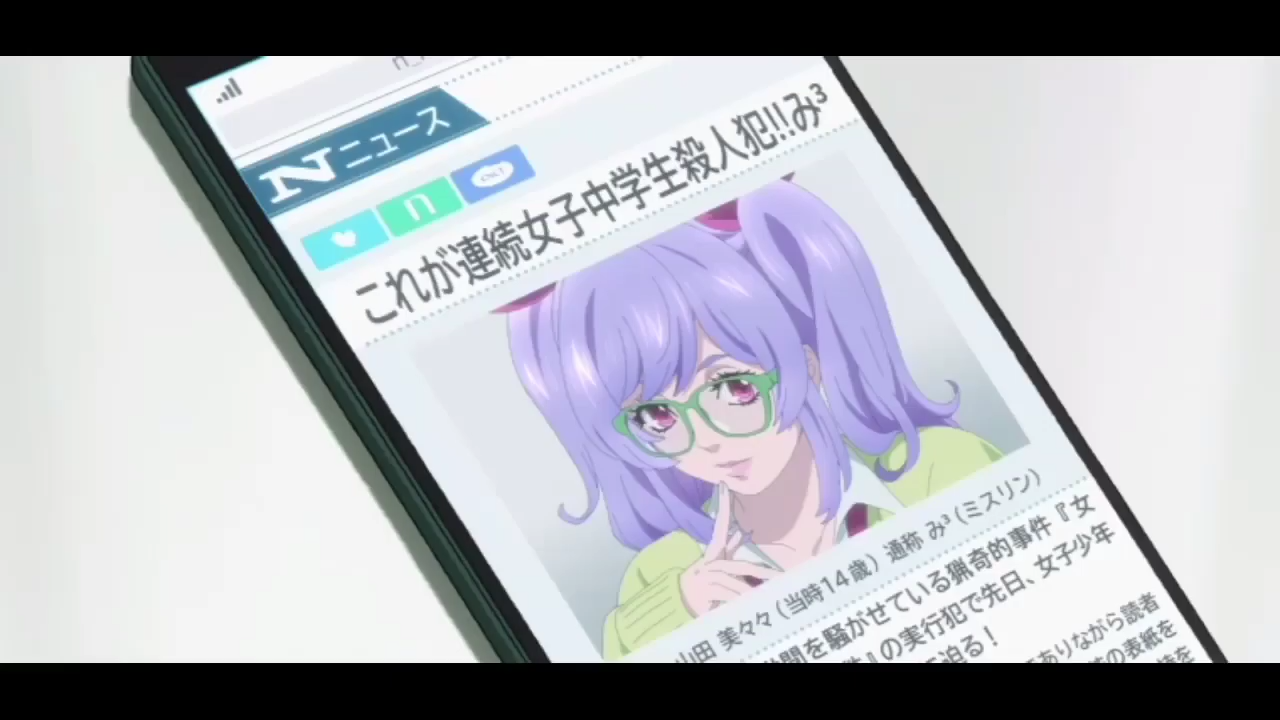 Nニュース
n
これが連続女子中学生殺人犯!!み³
山田 美々々（当時14歳）通称 み³（ミスリン）
世間を騒がせている猟奇的事件『女
の実行犯で先日、女子少年
迫る！
ありながら読者
の表紙を